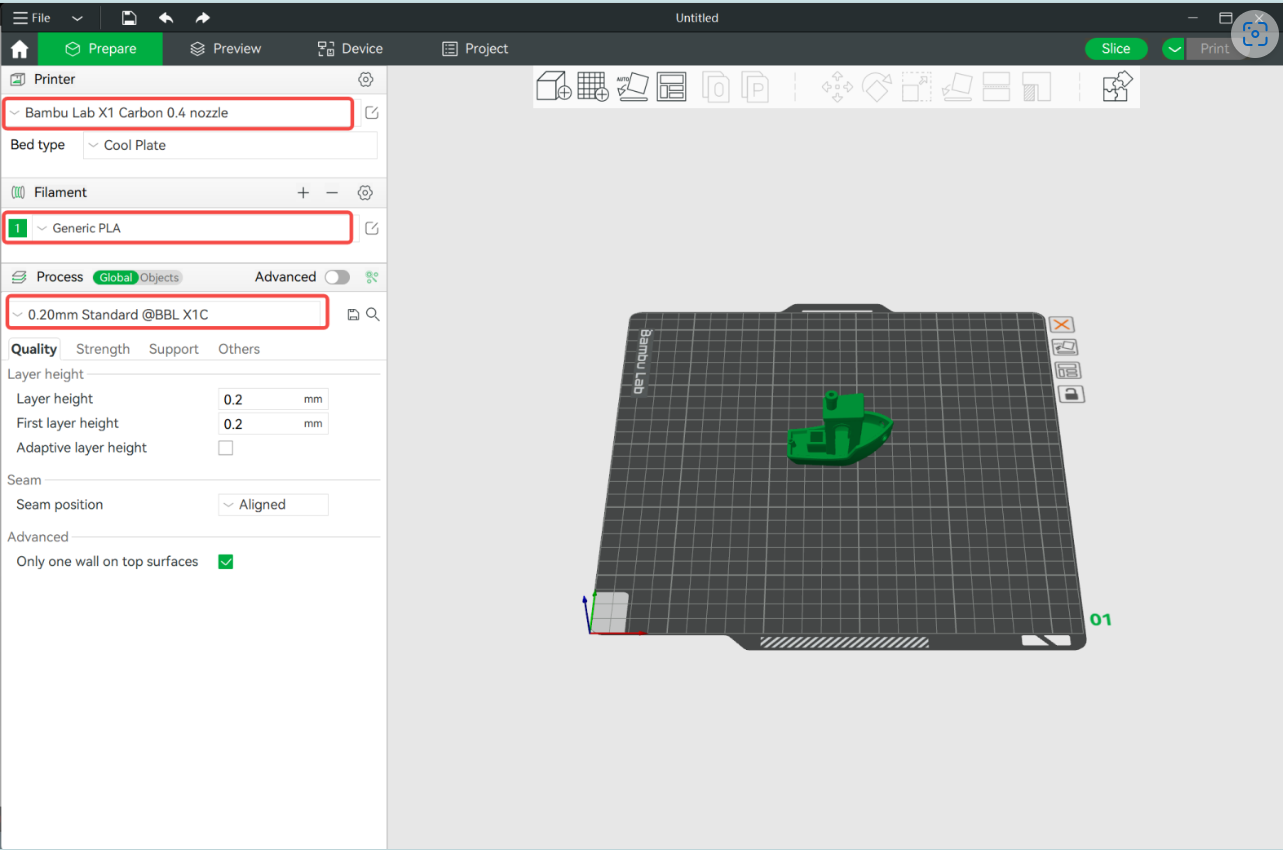 File
Untitled
Prepare
Preview
Device
Project
Slice
Print
Printer
Bambu Lab X1 Carbon 0.4 nozzle
Bed type
Cool Plate
Filament
1
Generic PLA
Process
Global
Objects
Advanced
0.20mm Standard @BBL X1C
Quality
Strength
Support
Others
Layer height
Layer height
0.2
mm
First layer height
0.2
mm
Adaptive layer height
Seam
Seam position
Aligned
Advanced
Only one wall on top surfaces
AUTO
0
P
Bambu Lab
01